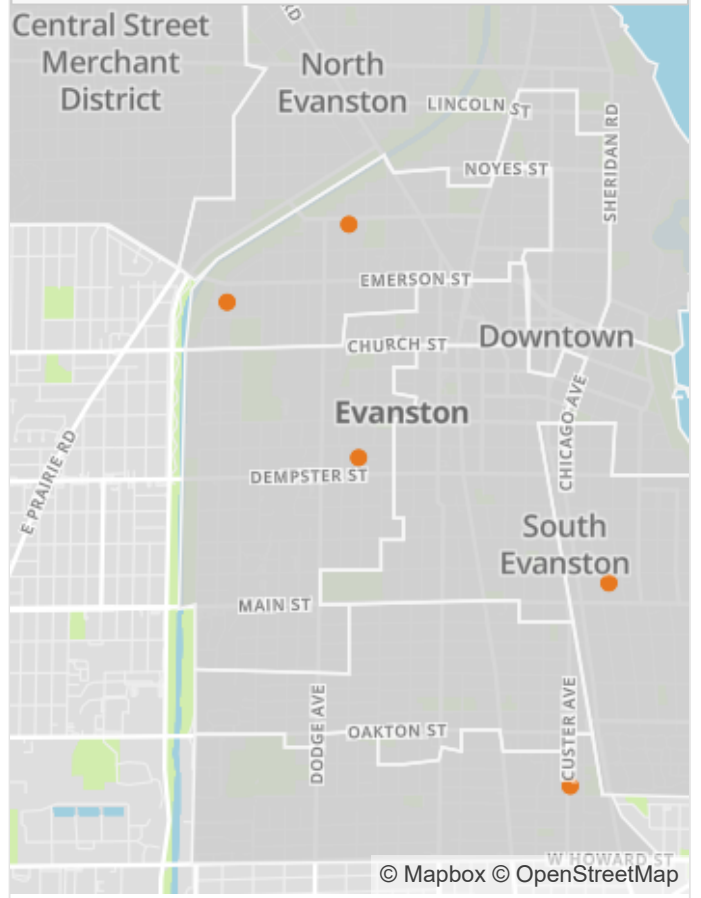 Central Street
Merchant
District
RD
North
Evanston
LINCOLN ST
SHERIDAN RD
NOYES ST
EMERSON ST
Downtown
CHURCH ST
CHICAGO AVE
Evanston
E PRAIRIE RD
DEMPSTER ST
South
Evanston
MAIN ST
DODGE AVE
OAKTON ST
CUSTER AVE
W HOWARD ST
© Mapbox © OpenStreetMap